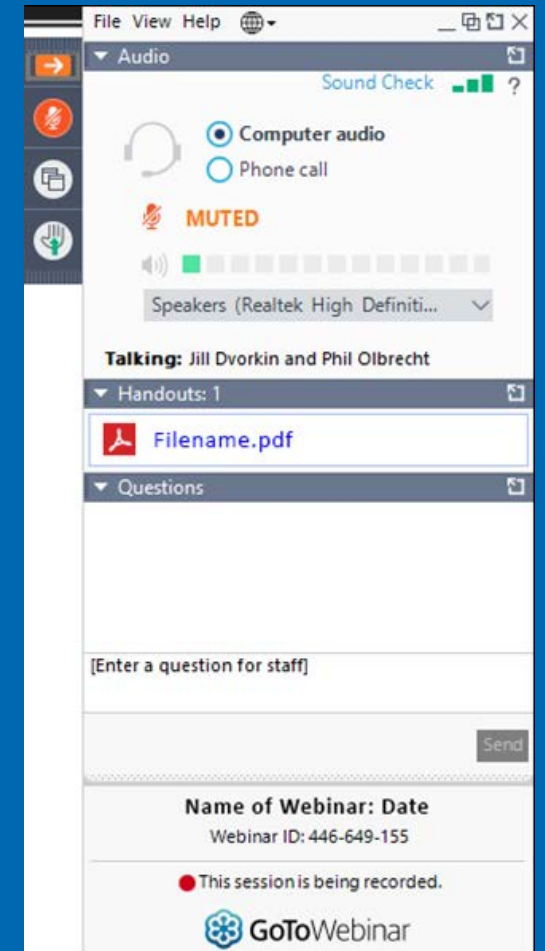 File View Help
Audio
Sound Check ?
Computer audio
Phone call
MUTED
Speakers (Realtek High Definiti...
Talking: Jill Dvorkin and Phil Olbrecht
Handouts: 1
Filename.pdf
Questions
[Enter a question for staff]
Send
Name of Webinar: Date
Webinar ID: 446-649-155
This session is being recorded.
GoToWebinar